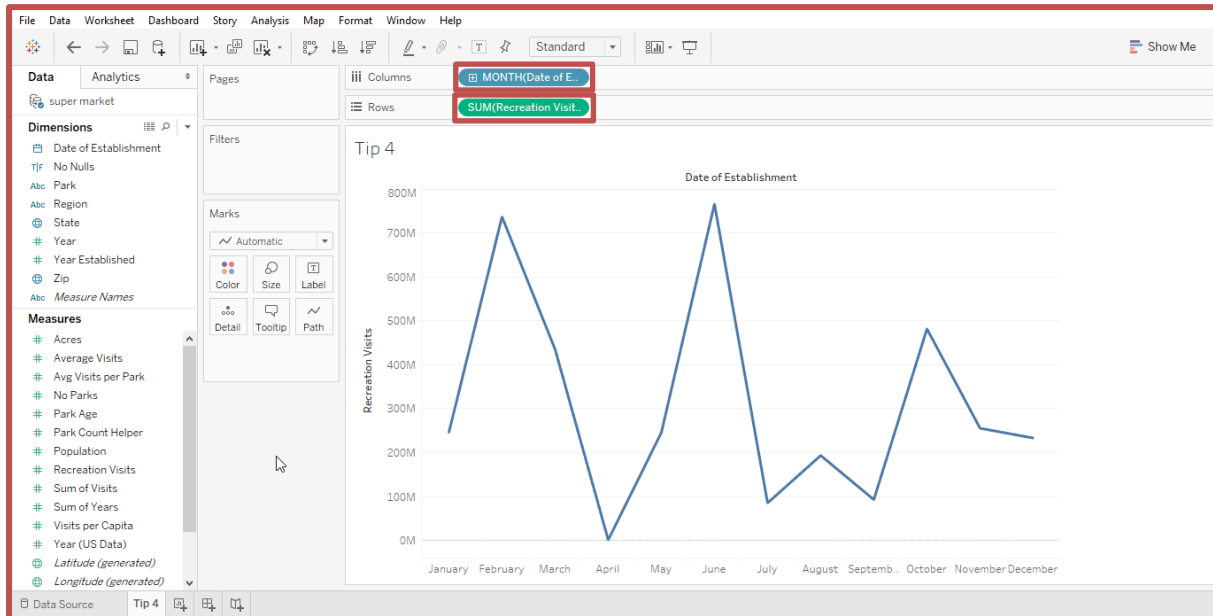 File Data Worksheet Dashboard Story Analysis Map Format Window Help
Standard
Show Me
Data Analytics
super market
Dimensions
Date of Establishment
T|F No Nulls
Abc Park
Abc Region
State
# Year
# Year Established
Zip
Abc Measure Names
Measures
# Acres
# Average Visits
# Avg Visits per Park
# No Parks
# Park Age
# Park Count Helper
# Population
# Recreation Visits
# Sum of Visits
# Sum of Years
# Visits per Capita
# Year (US Data)
Latitude (generated)
Longitude (generated)
Pages
Filters
Marks
Automatic
Color Size Label
Detail Tooltip Path
iii Columns MONTH(Date of E..
Rows SUM(Recreation Visit..
Tip 4
Date of Establishment
Recreation Visits
800M
700M
600M
500M
400M
300M
200M
100M
0M
January February March April May June July August Septemb.. October November December
Data Source Tip 4